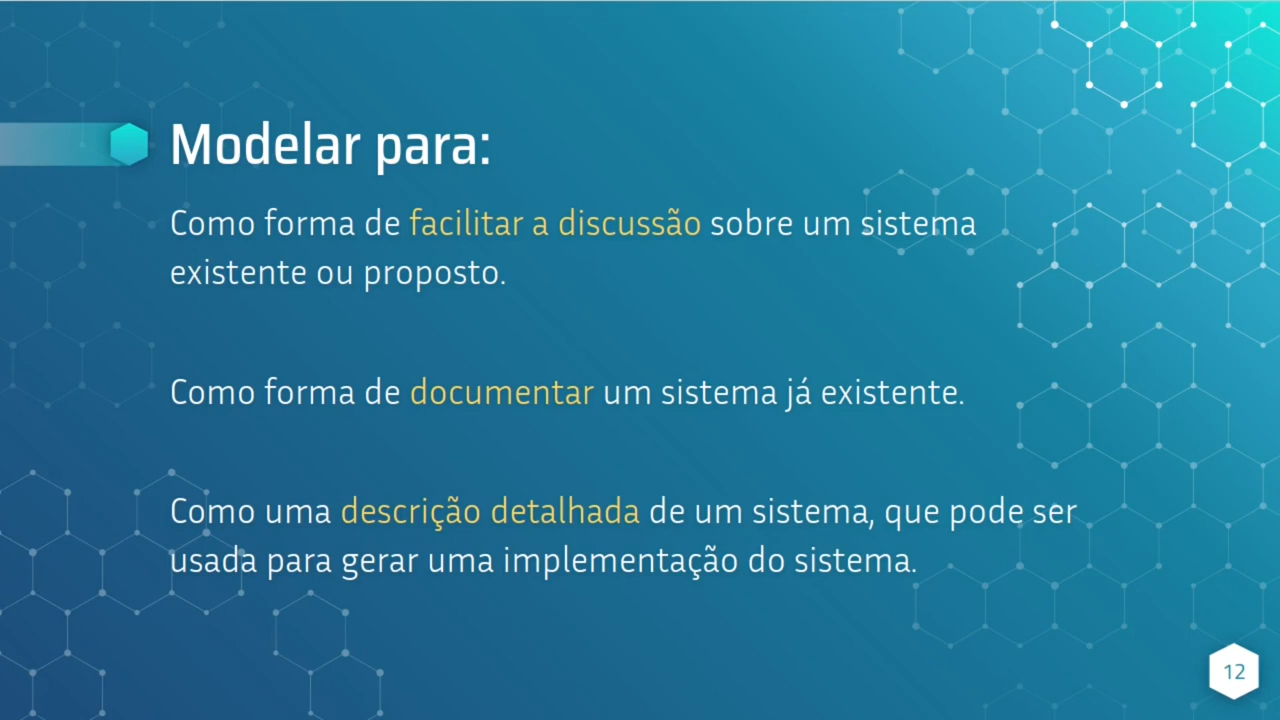 Modelar para:
Como forma de facilitar a discussão sobre um sistema
existente ou proposto.
Como forma de documentar um sistema já existente.
Como uma descrição detalhada de um sistema, que pode ser
usada para gerar uma implementação do sistema.
12